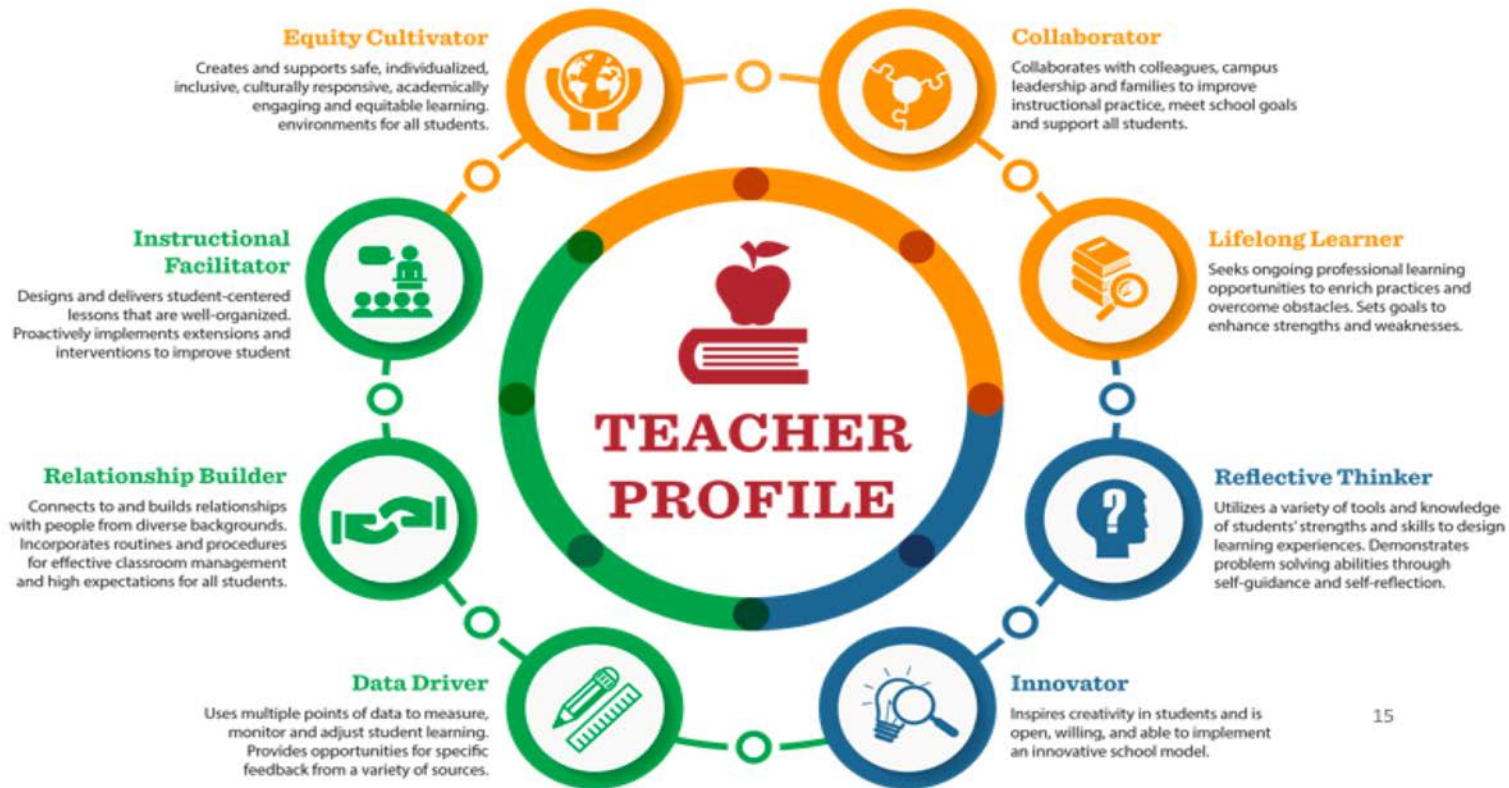 Equity Cultivator
Creates and supports safe, individualized,
inclusive, culturally responsive, academically
engaging and equitable learning.
environments for all students.
Collaborator
Collaborates with colleagues, campus
leadership and families to improve
instructional practice, meet school goals
and support all students.
Instructional
Facilitator
Designs and delivers student-centered
lessons that are well-organized.
Proactively implements extensions and
interventions to improve student
Lifelong Learner
Seeks ongoing professional learning
opportunities to enrich practices and
overcome obstacles. Sets goals to
enhance strengths and weaknesses.
TEACHER
PROFILE
Relationship Builder
Connects to and builds relationships
with people from diverse backgrounds.
Incorporates routines and procedures
for effective classroom management
and high expectations for all students.
?
Reflective Thinker
Utilizes a variety of tools and knowledge
of students' strengths and skills to design
learning experiences. Demonstrates
problem solving abilities through
self-guidance and self-reflection.
Data Driver
Uses multiple points of data to measure,
monitor and adjust student learning.
Provides opportunities for specific
feedback from a variety of sources.
Innovator
Inspires creativity in students and is
open, willing, and able to implement
an innovative school model.
15